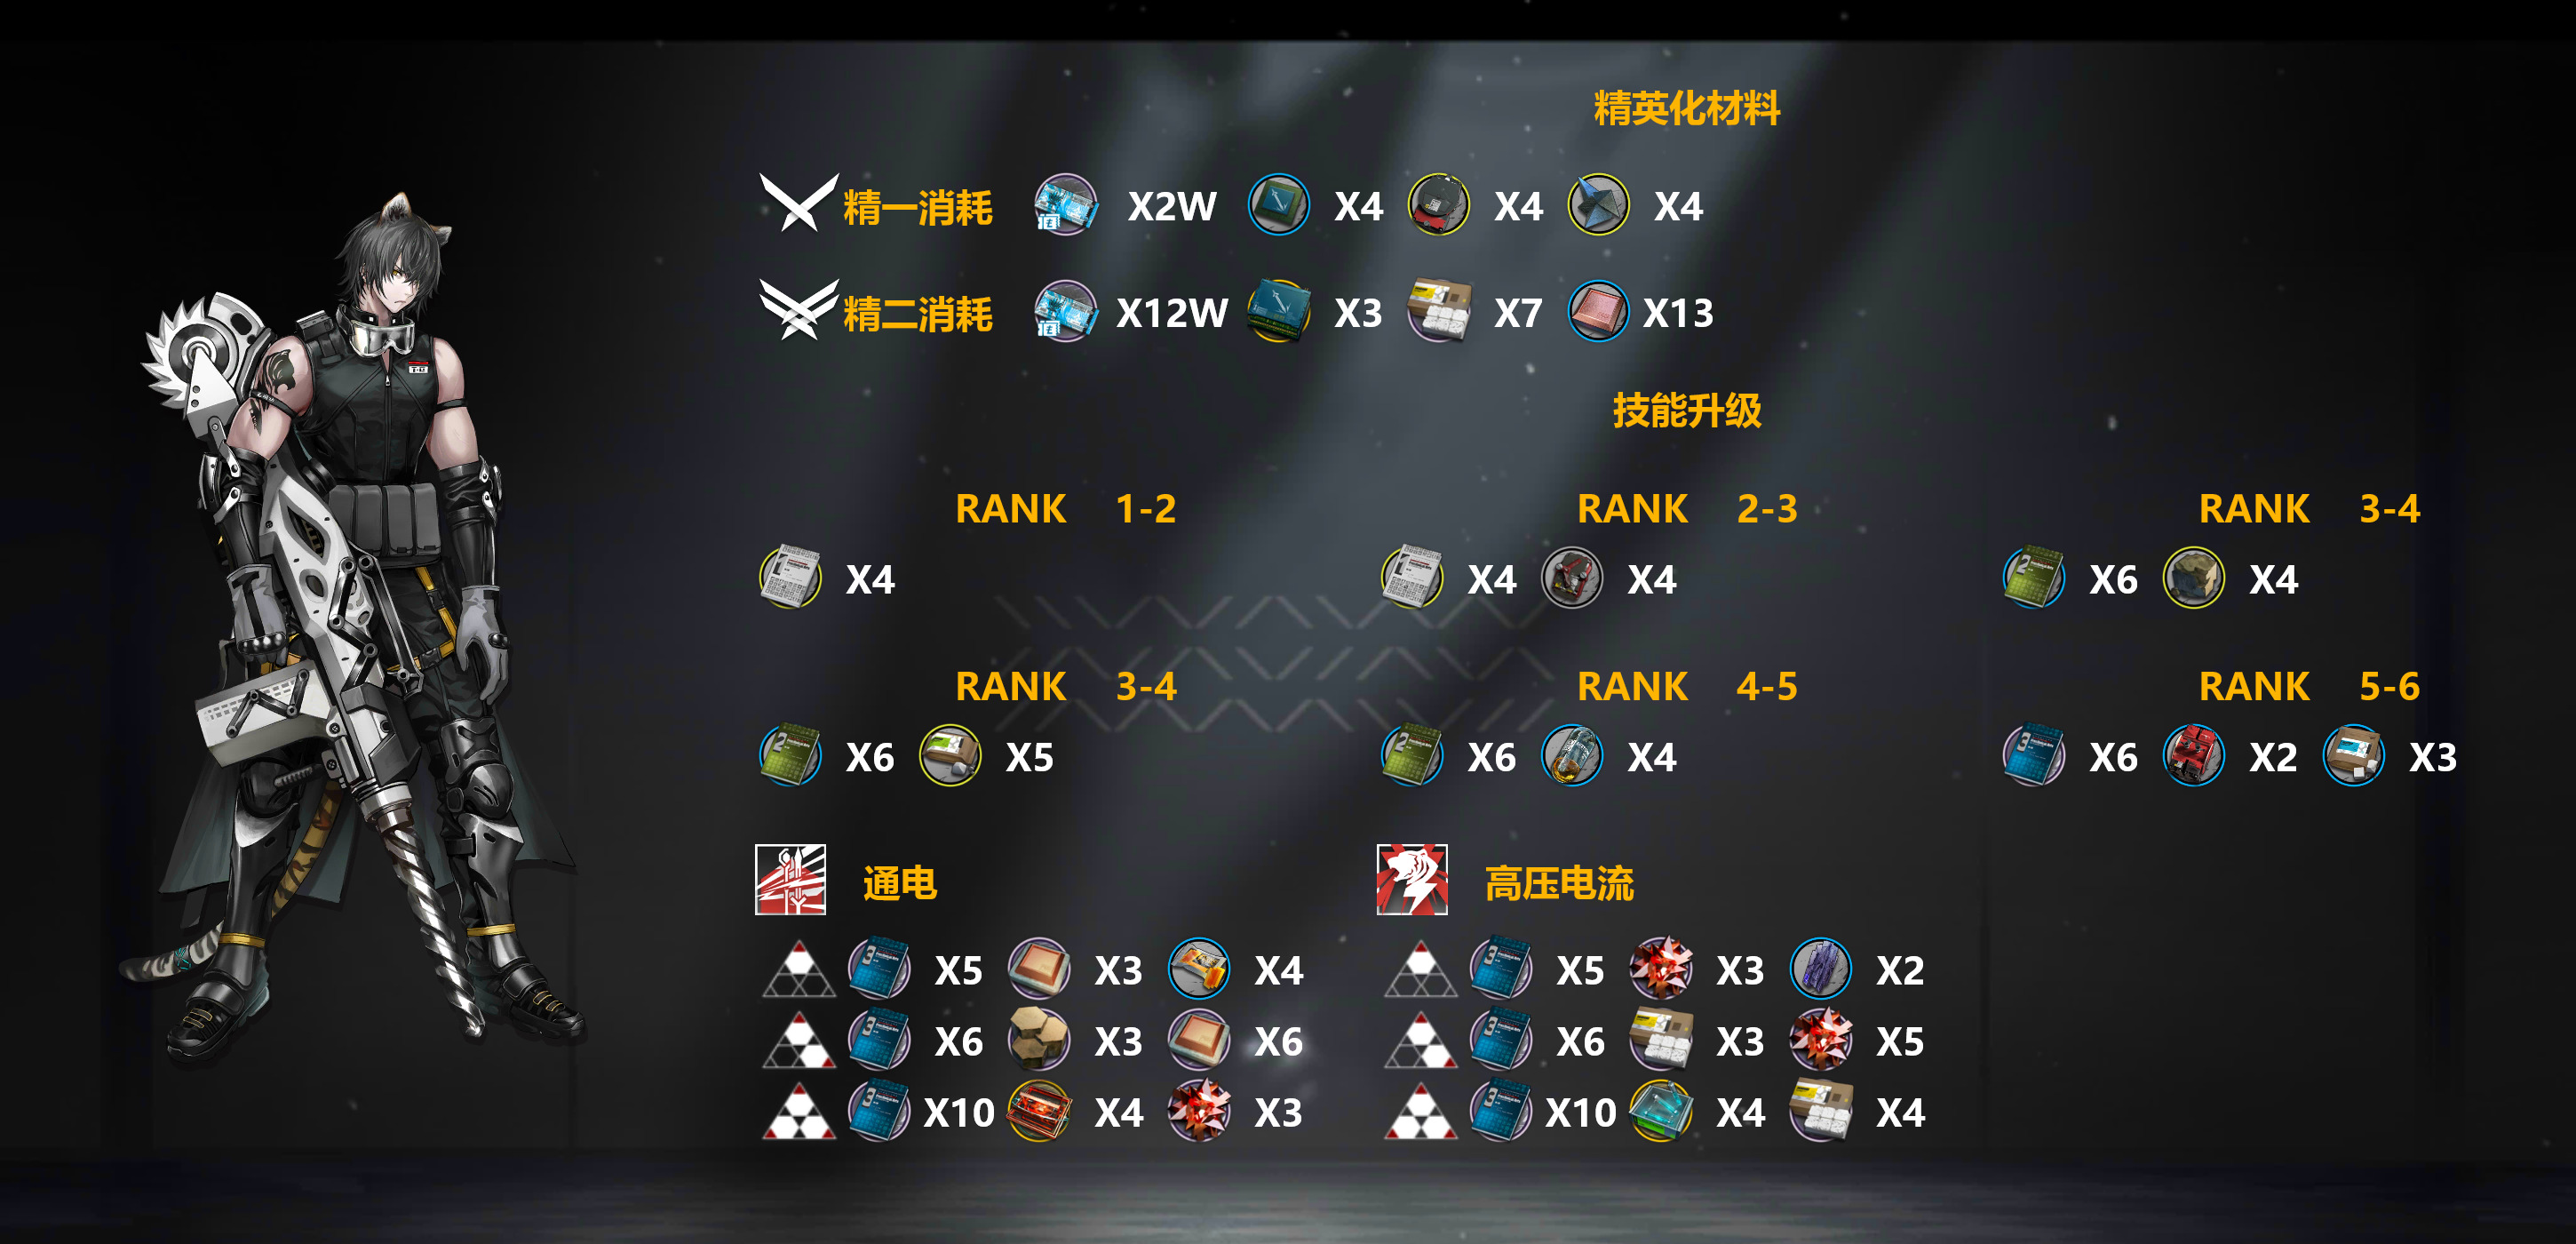 精英化材料
精一消耗 X2W X4 X4 X4
精二消耗 X12W X3 X7 X13
技能升级
RANK 1-2 RANK 2-3 RANK 3-4
X4 X4 X4 X6 X4
RANK 3-4 RANK 4-5 RANK 5-6
X6 X5 X6 X4 X6 X2 X3
通电 高压电流
X5 X3 X4 X5 X3 X2
X6 X3 X6 X6 X3 X5
X10 X4 X3 X10 X4 X4